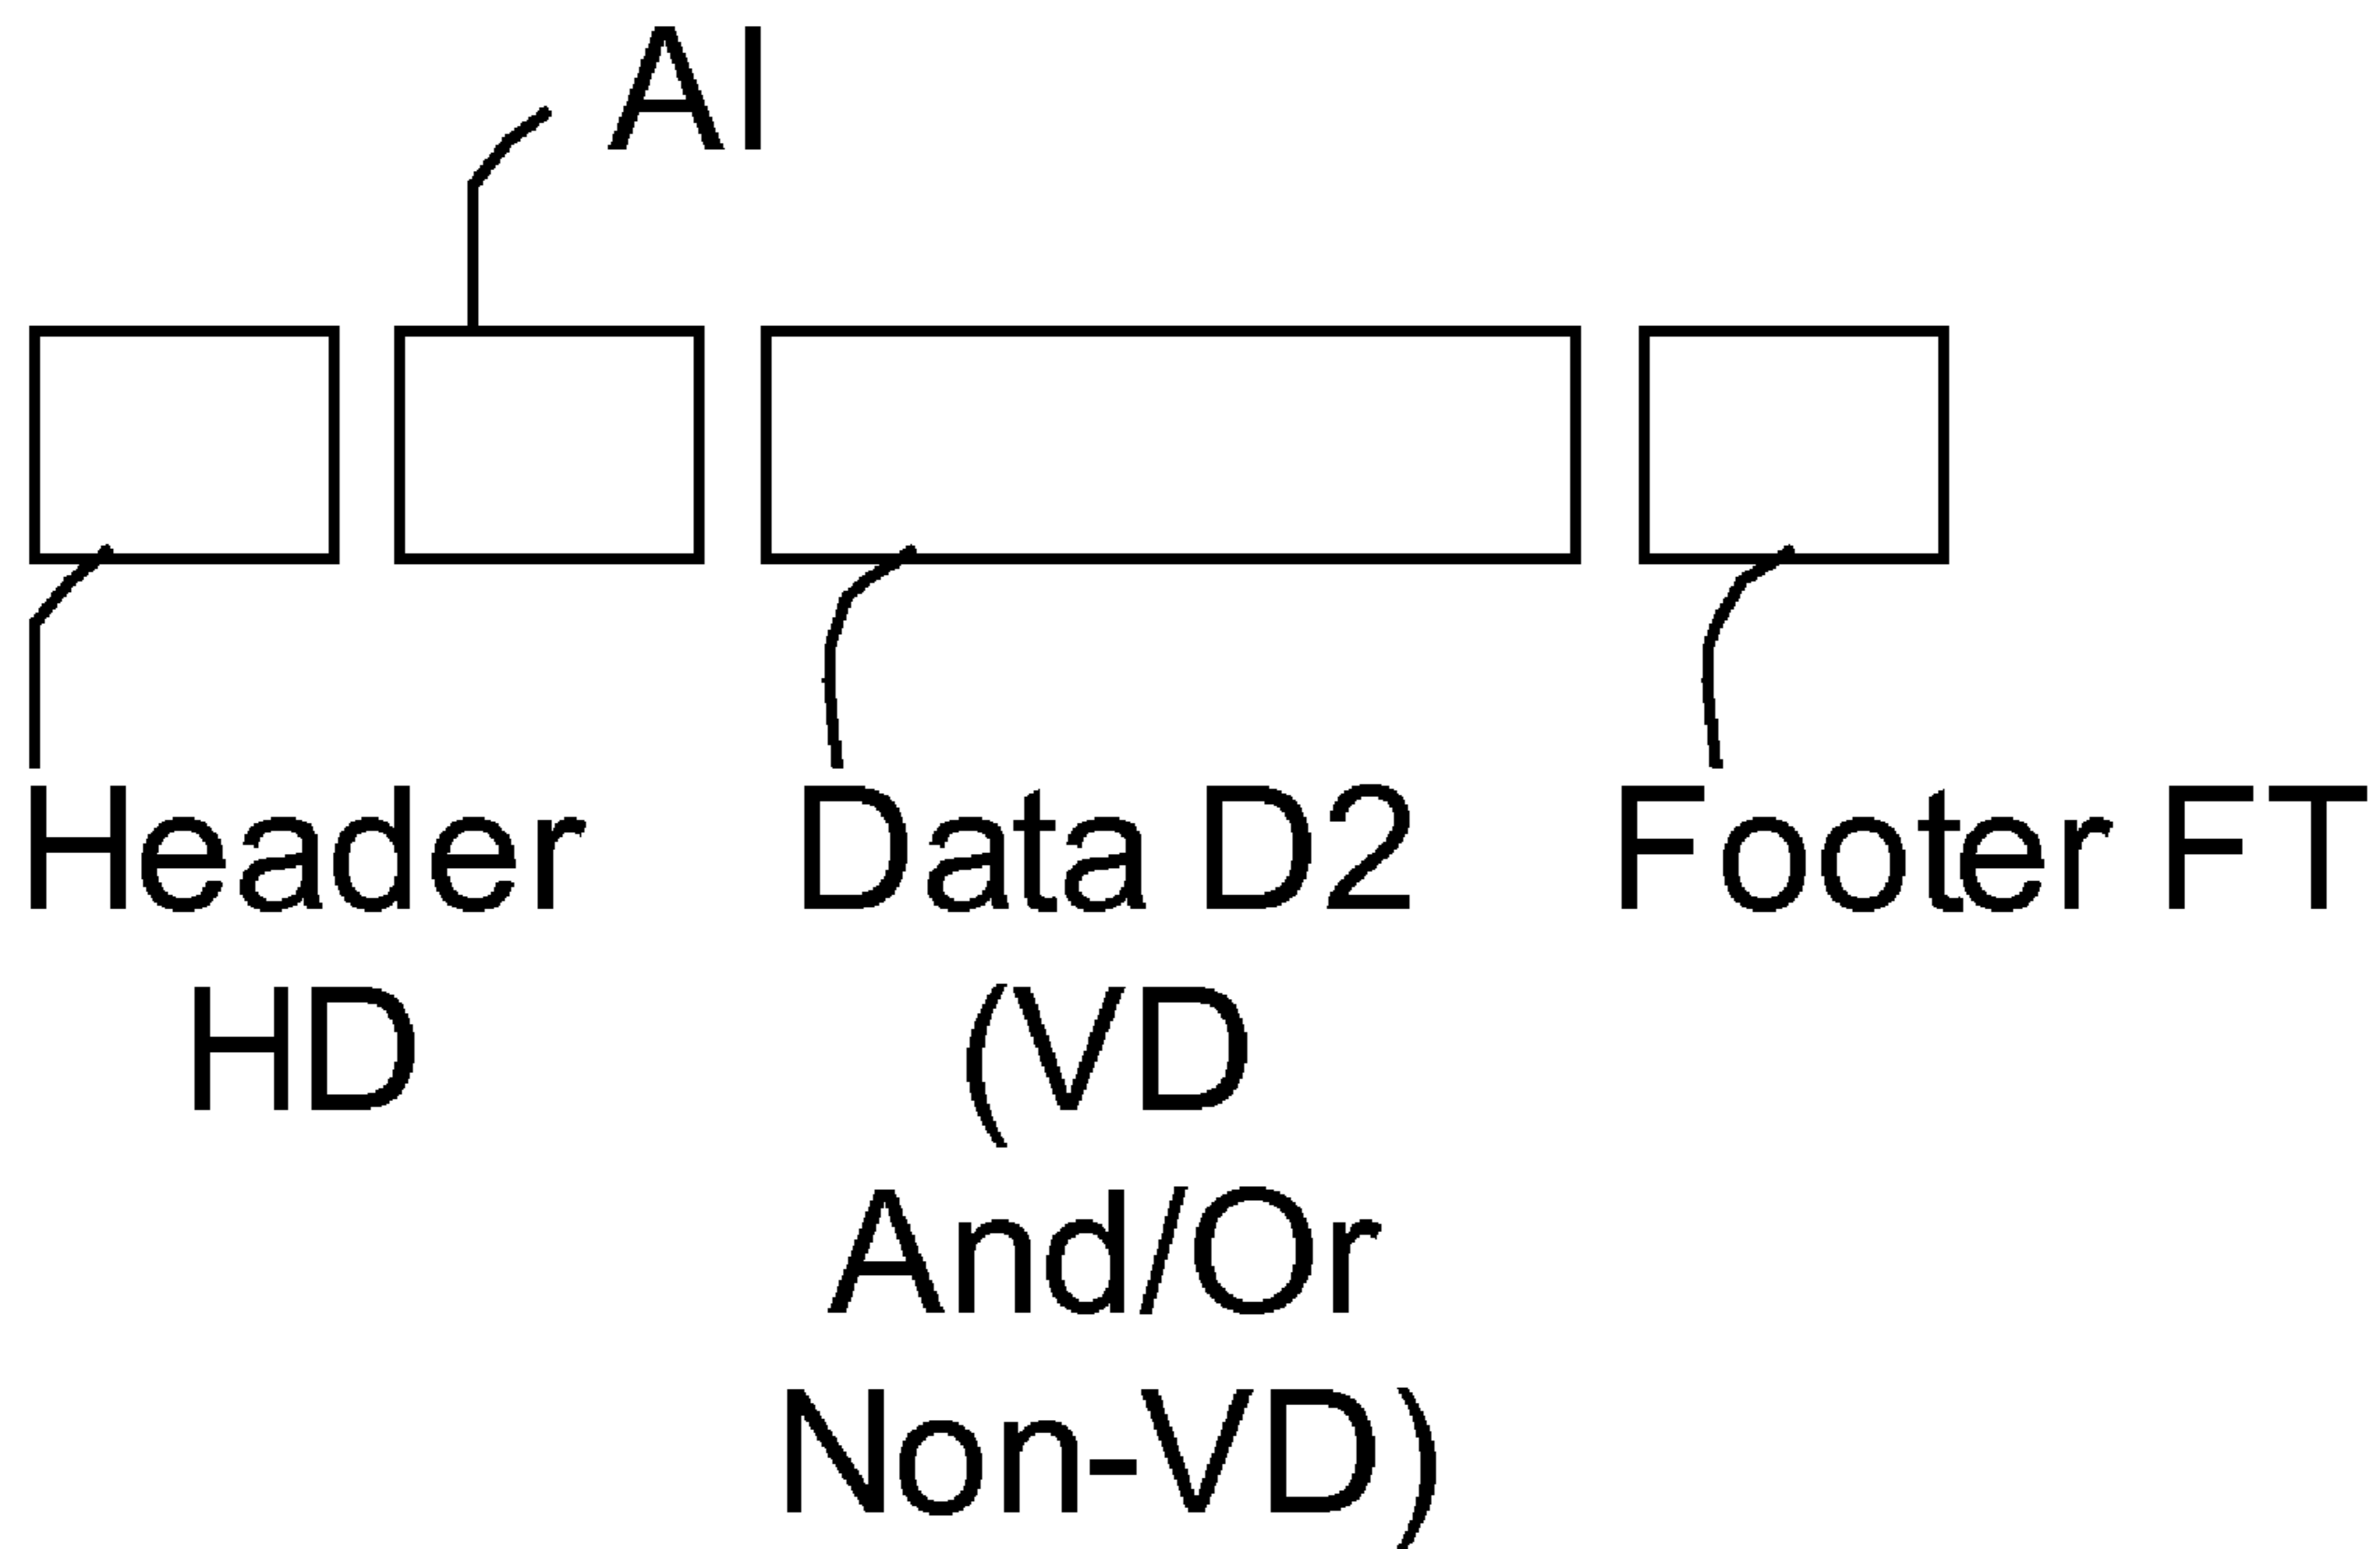 AI
Header
HD
Data D2
(VD
And/Or
Non-VD)
Footer FT